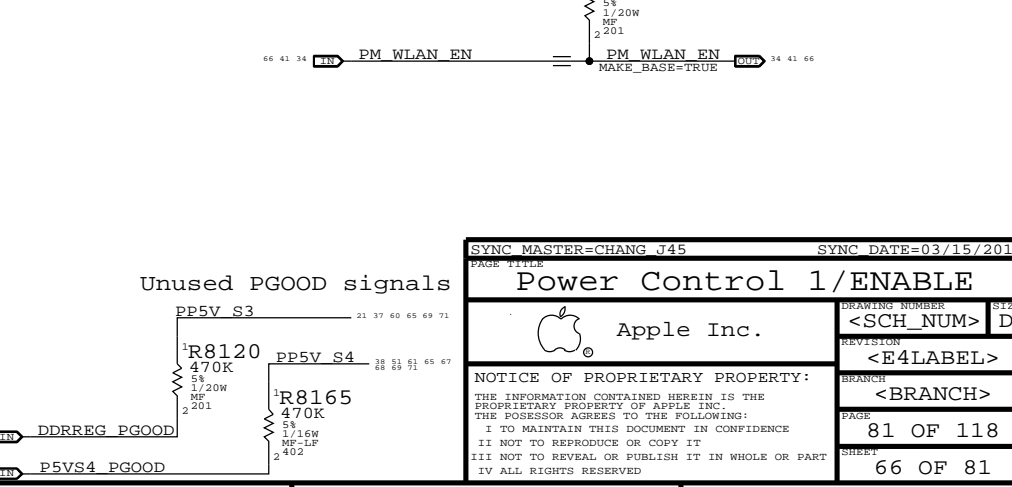 5%
1/20W
MF
2 201
66 41 34 IN PM_WLAN_EN PM_WLAN_EN OUT 34 41 66
MAKE_BASE=TRUE
Unused PGOOD signals
PP5V_S3 21 37 60 65 69 71
1 R8120
470K
5%
1/20W
MF
2 201
PP5V_S4 38 51 61 65 67
68 69 71
1 R8165
470K
5%
1/16W
MF-LF
2 402
IN DDRREG_PGOOD
IN P5VS4_PGOOD
SYNC_MASTER=CHANG_J45 SYNC_DATE=03/15/201
PAGE TITLE
Power Control 1/ENABLE
Apple Inc.
®
DRAWING NUMBER
<SCH_NUM>
SIZ
D
REVISION
<E4LABEL>
BRANCH
<BRANCH>
NOTICE OF PROPRIETARY PROPERTY:
THE INFORMATION CONTAINED HEREIN IS THE
PROPRIETARY PROPERTY OF APPLE INC.
THE POSESSOR AGREES TO THE FOLLOWING:
I TO MAINTAIN THIS DOCUMENT IN CONFIDENCE
II NOT TO REPRODUCE OR COPY IT
III NOT TO REVEAL OR PUBLISH IT IN WHOLE OR PART
IV ALL RIGHTS RESERVED
PAGE
81 OF 118
SHEET
66 OF 81